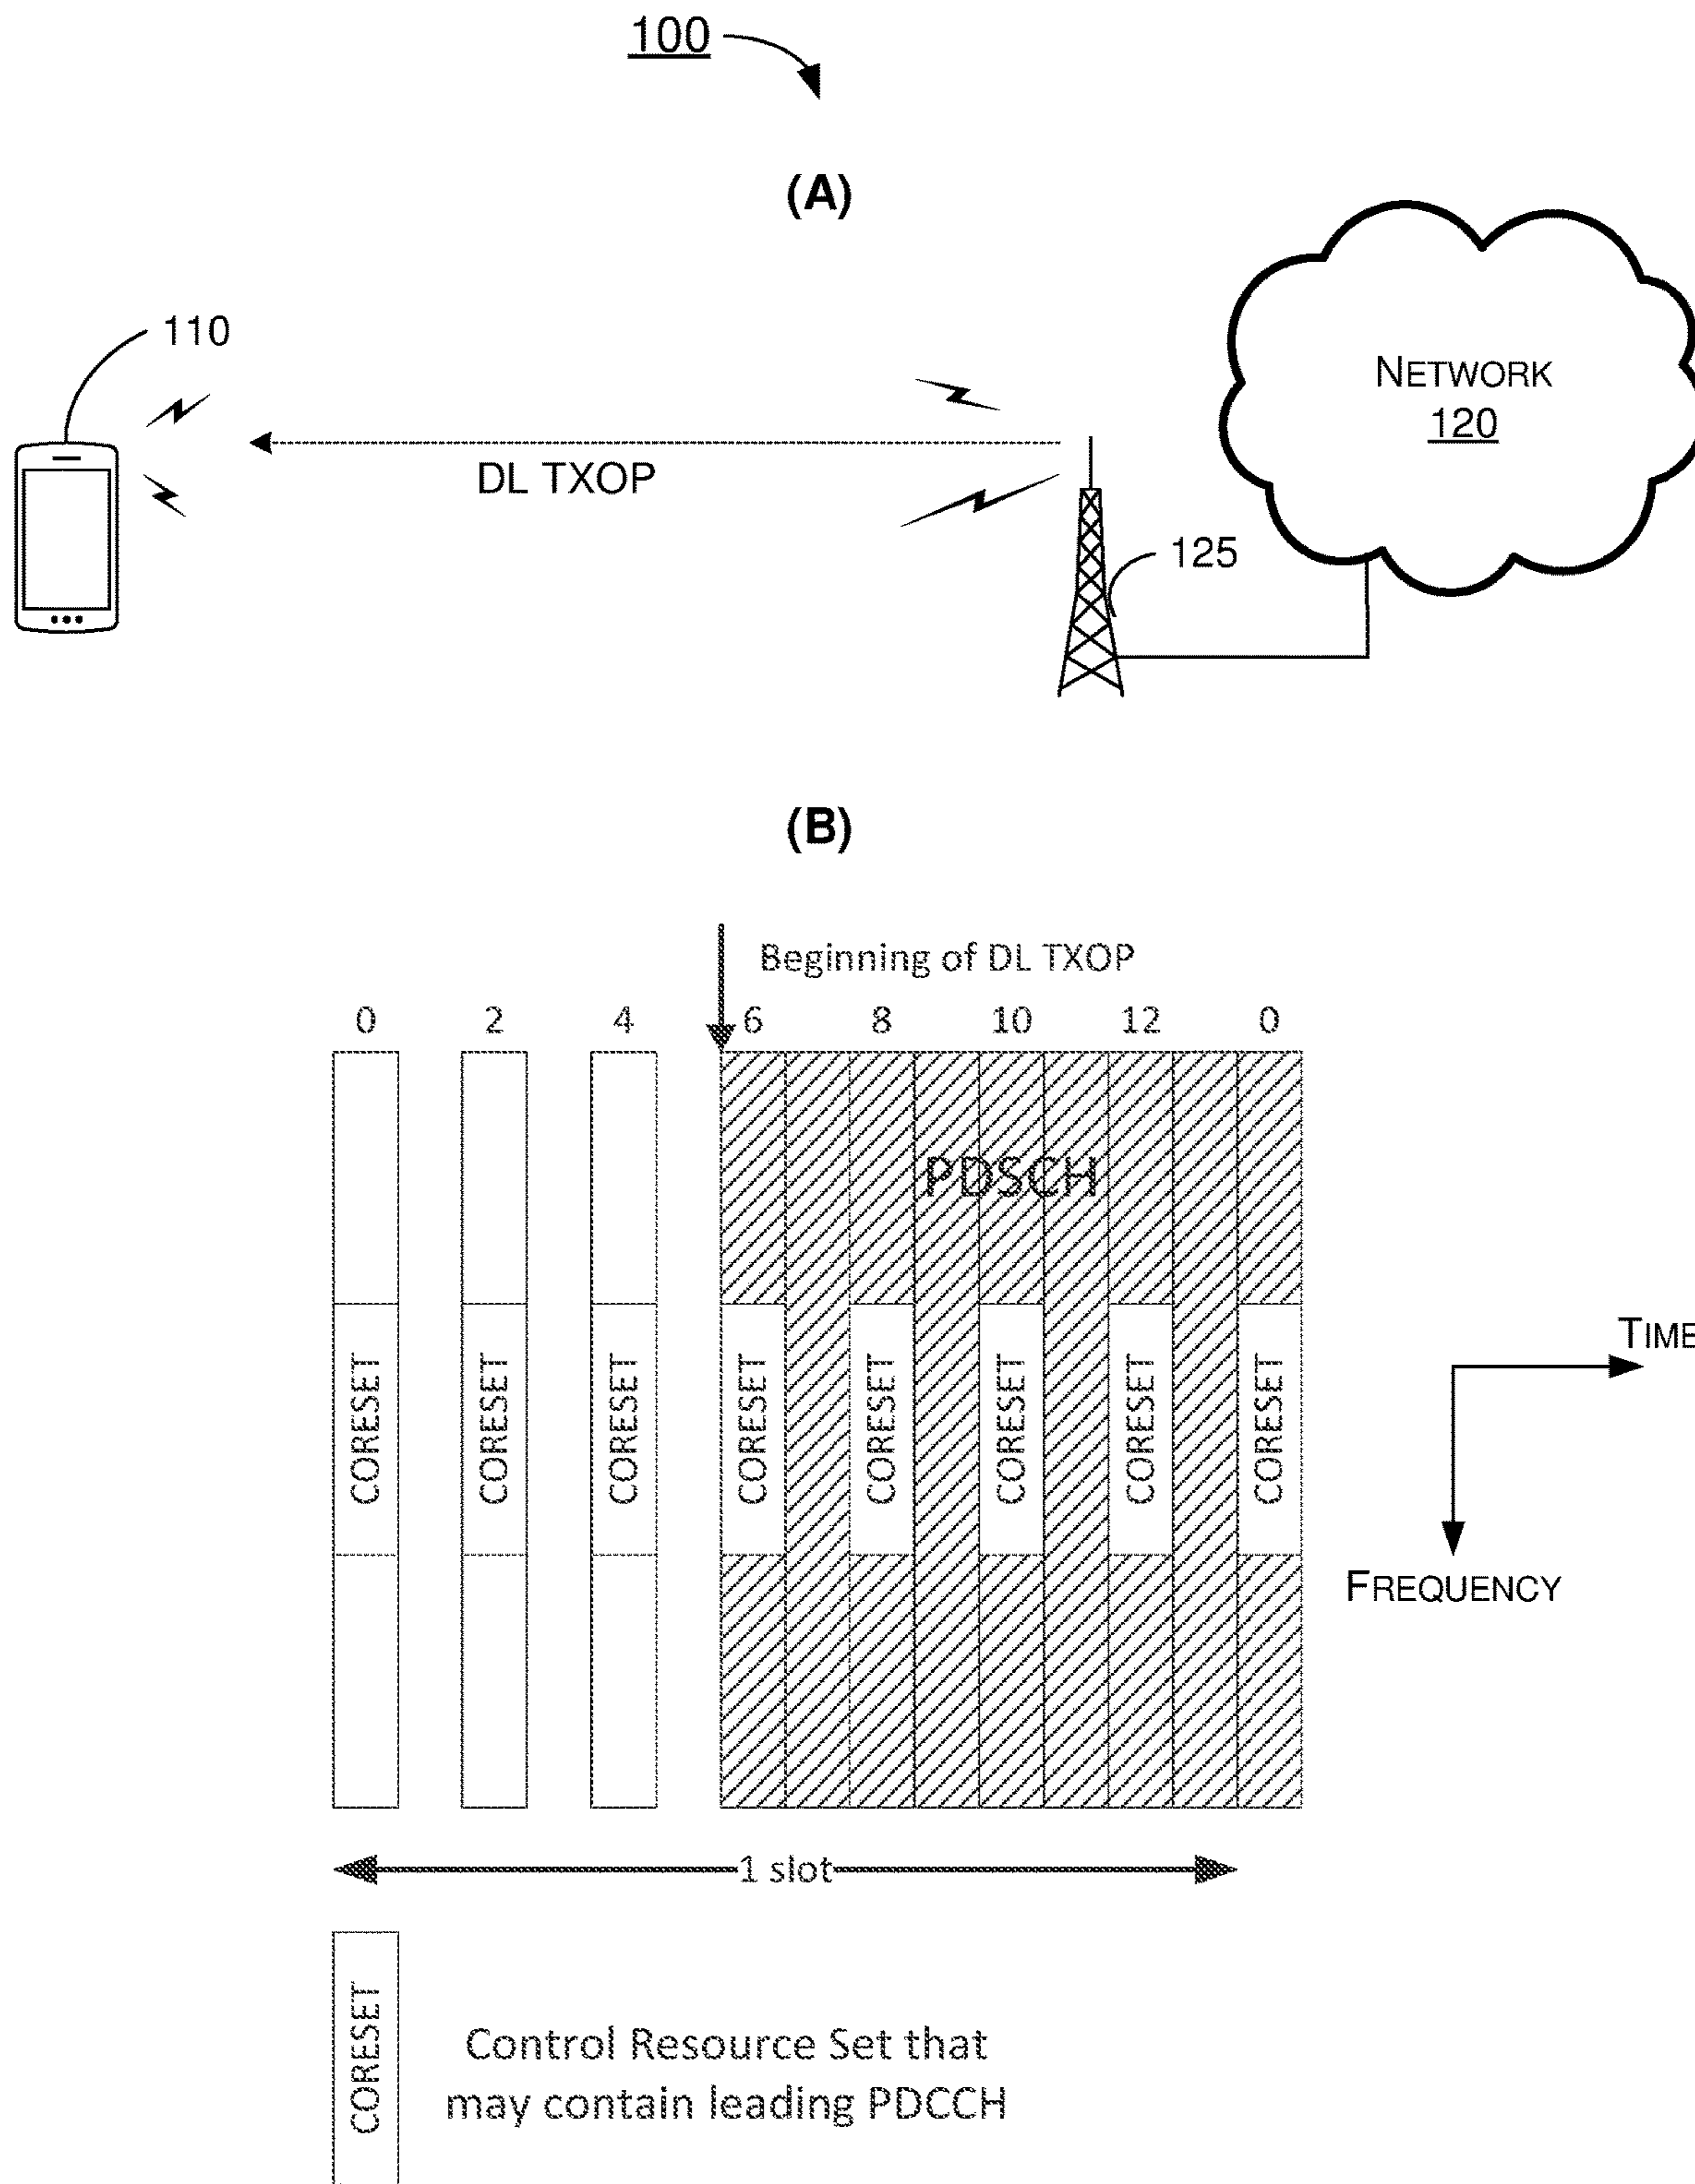 100
(A)
110
NETWORK
120
DL TXOP
125
(B)
Beginning of DL TXOP
0 2 4 6 8 10 12 0
PDSCH
CORESET CORESET CORESET CORESET CORESET CORESET CORESET CORESET
TIME
FREQUENCY
1 slot
CORESET
Control Resource Set that
may contain leading PDCCH